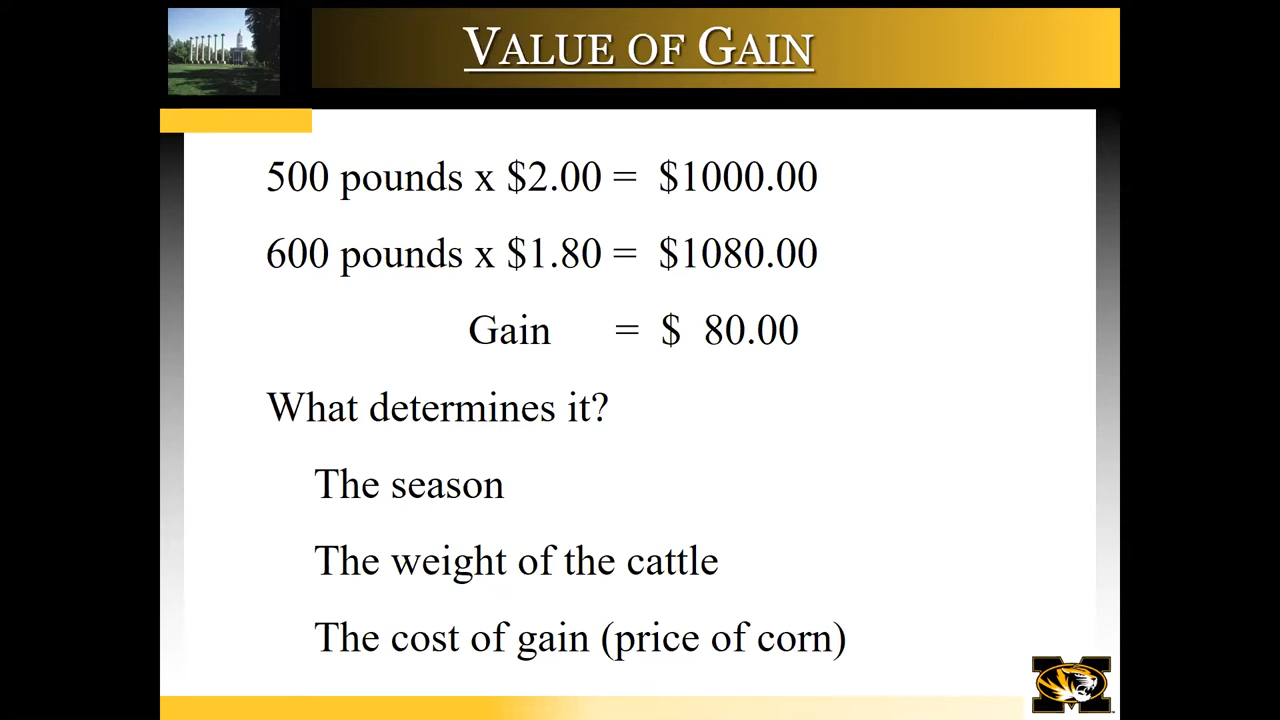 VALUE OF GAIN
500 pounds x $2.00 = $1000.00
600 pounds x $1.80 = $1080.00
Gain = $ 80.00
What determines it?
The season
The weight of the cattle
The cost of gain (price of corn)